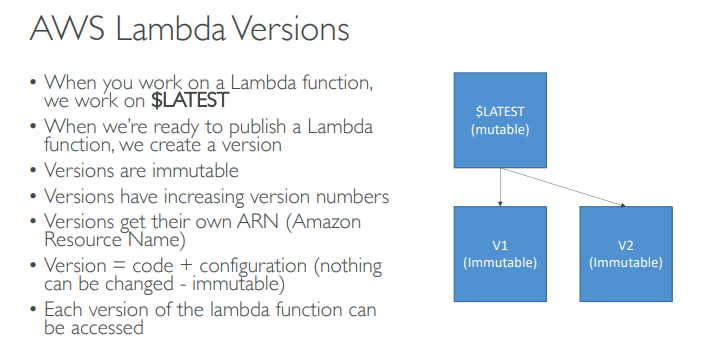 AWS Lambda Versions
• When you work on a Lambda function,
we work on $LATEST
• When we're ready to publish a Lambda
function, we create a version
• Versions are immutable
• Versions have increasing version numbers
• Versions get their own ARN (Amazon
Resource Name)
• Version = code + configuration (nothing
can be changed - immutable)
• Each version of the lambda function can
be accessed
$LATEST
(mutable)
V1
(Immutable)
V2
(Immutable)